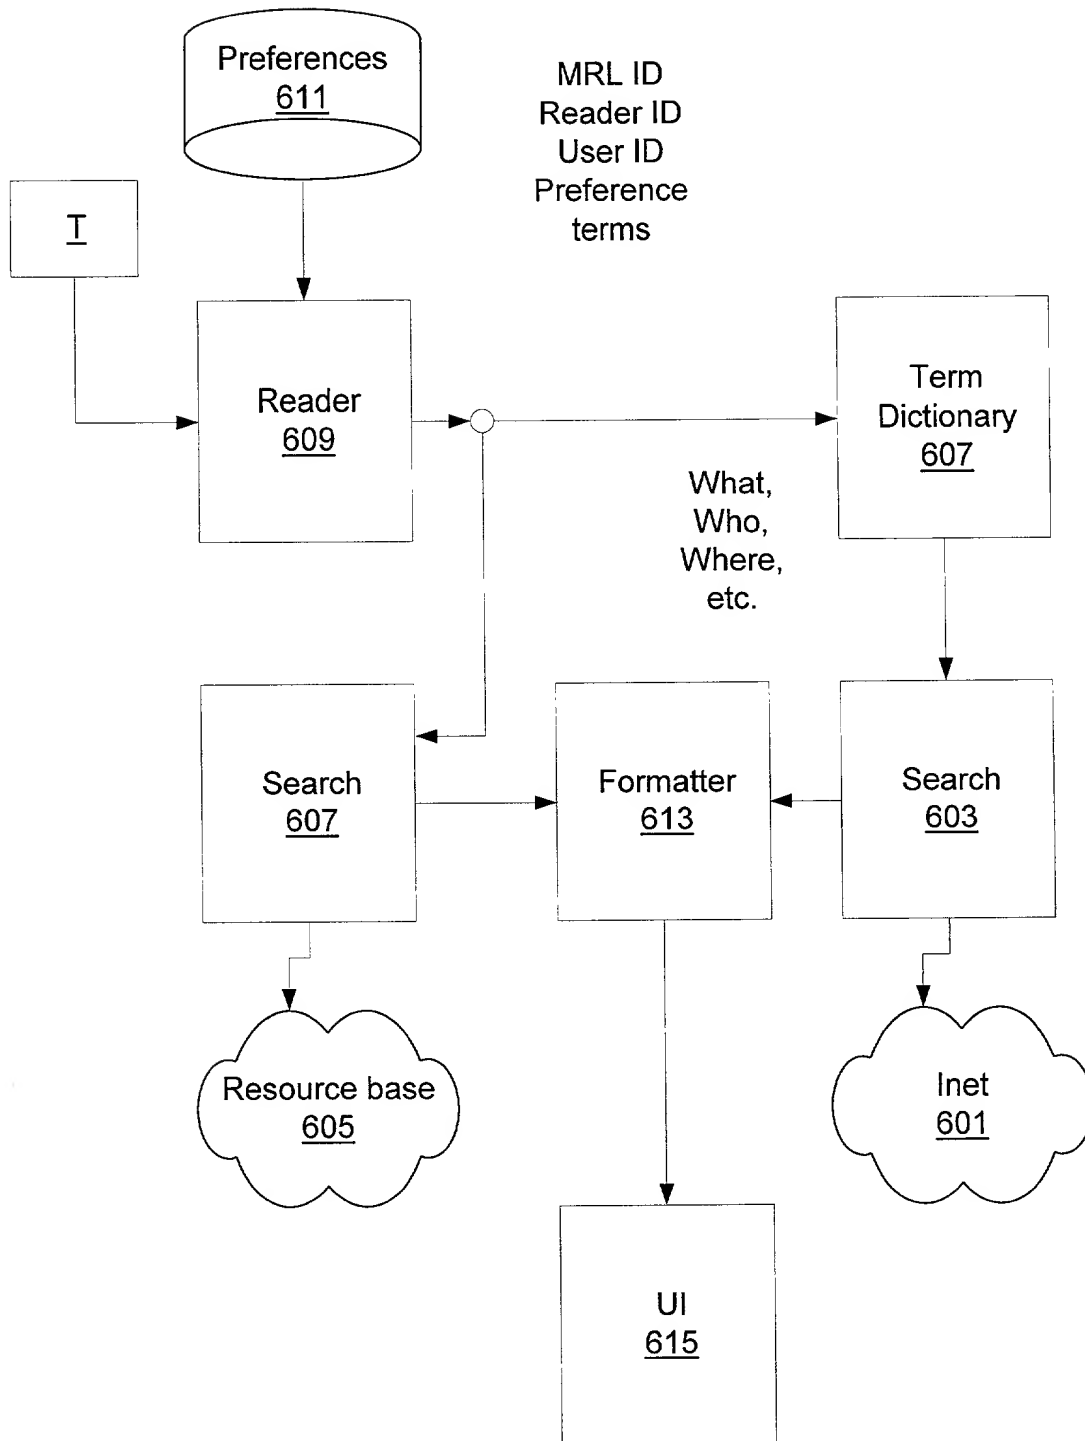 Preferences
611
MRL ID
Reader ID
User ID
Preference
terms
T
Reader
609
Term
Dictionary
607
What,
Who,
Where,
etc.
Search
607
Formatter
613
Search
603
Resource base
605
Inet
601
UI
615